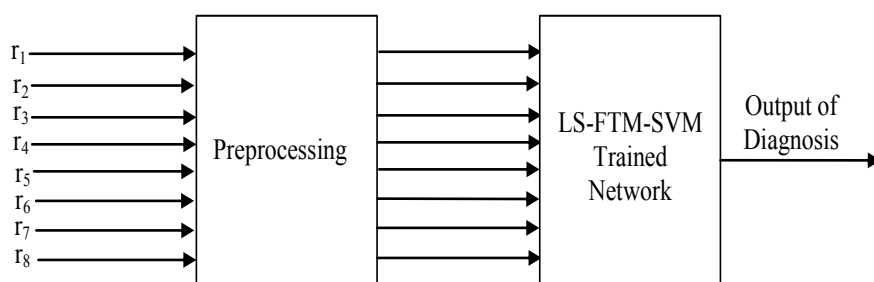 r₁
r₂
r₃
r₄
r₅
r₆
r₇
r₈
Preprocessing
LS-FTM-SVM
Trained
Network
Output of
Diagnosis